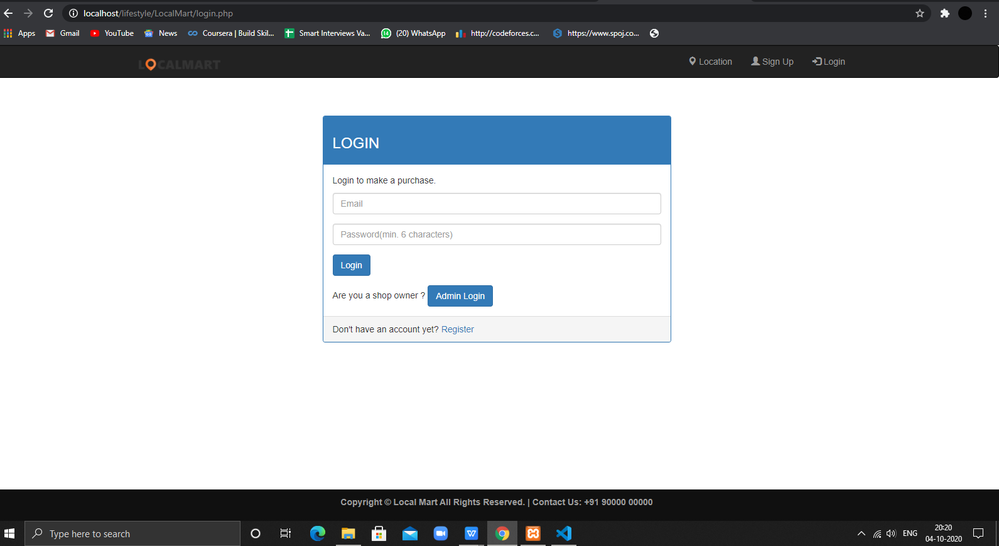 localhost/lifestyle/LocalMart/login.php
Apps Gmail YouTube News Coursera | Build Skil... Smart Interviews Va... 14 (20) WhatsApp http://codeforces.c... https://www.spoj.co...
LOCALMART Location Sign Up Login
LOGIN
Login to make a purchase.
Email
Password(min. 6 characters)
Login
Are you a shop owner ? Admin Login
Don't have an account yet? Register
Copyright © Local Mart All Rights Reserved. | Contact Us: +91 90000 00000
Type here to search ENG 20:20
04-10-2020